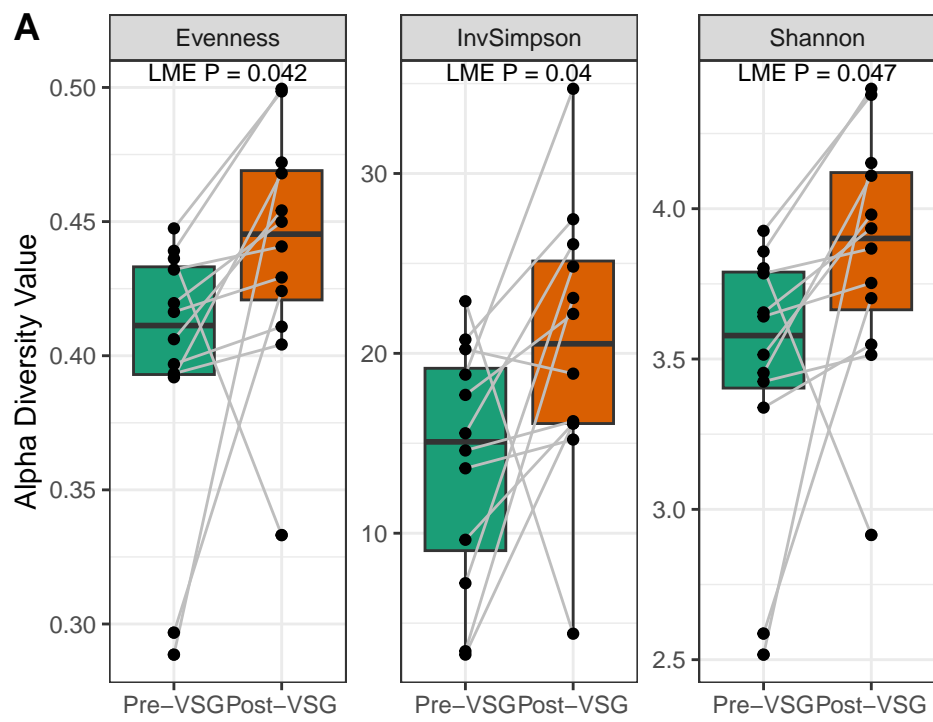 A
Evenness
InvSimpson
Shannon
LME P = 0.042
LME P = 0.04
LME P = 0.047
Alpha Diversity Value
0.50
0.45
0.40
0.35
0.30
30
20
10
4.0
3.5
3.0
2.5
Pre−VSG Post−VSG
Pre−VSG Post−VSG
Pre−VSG Post−VSG